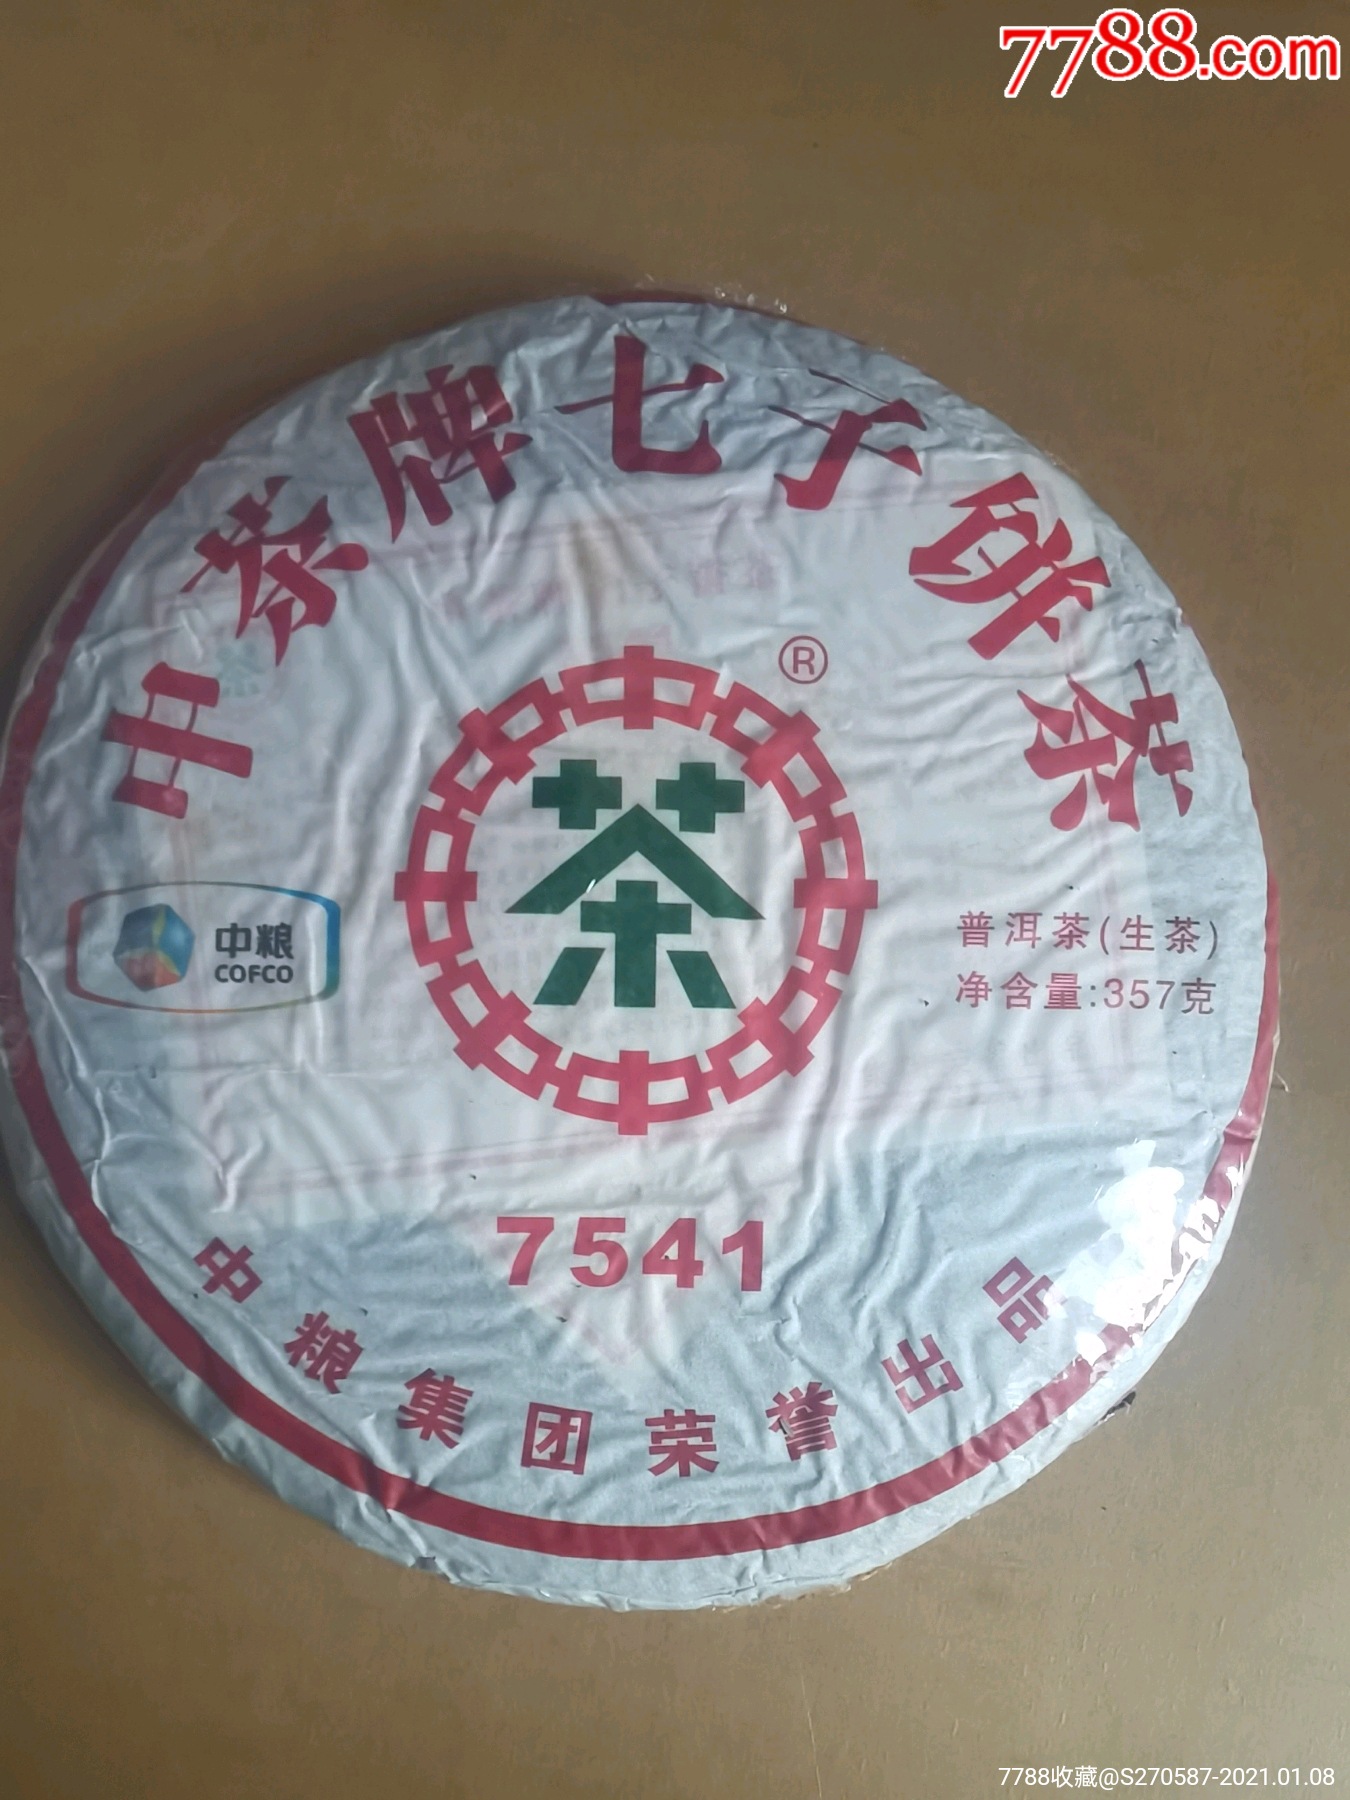 7788.com
中茶牌七子饼茶
®
茶
中粮
COFCO
普洱茶(生茶)
净含量:357克
7541
中粮集团荣誉出品
7788收藏@S270587-2021.01.08